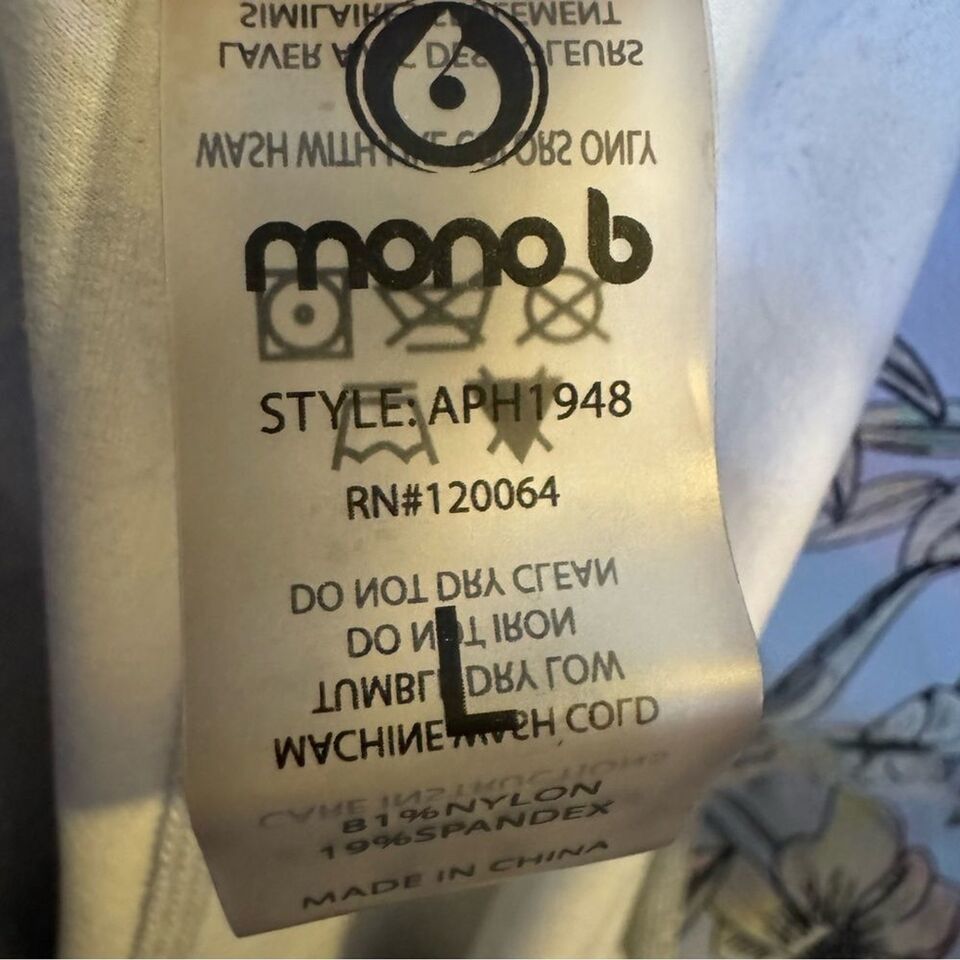 SIMILAIRES SEULEMENT
LAVER AVEC DES COULEURS
WASH WITH LIKE COLORS ONLY
mono b
STYLE: APH1948
RN#120064
DO NOT DRY CLEAN
DO NOT IRON
TUMBLE DRY LOW
L
MACHINE WASH COLD
CARE INSTRUCTIONS
81%NYLON
19%SPANDEX
MADE IN CHINA